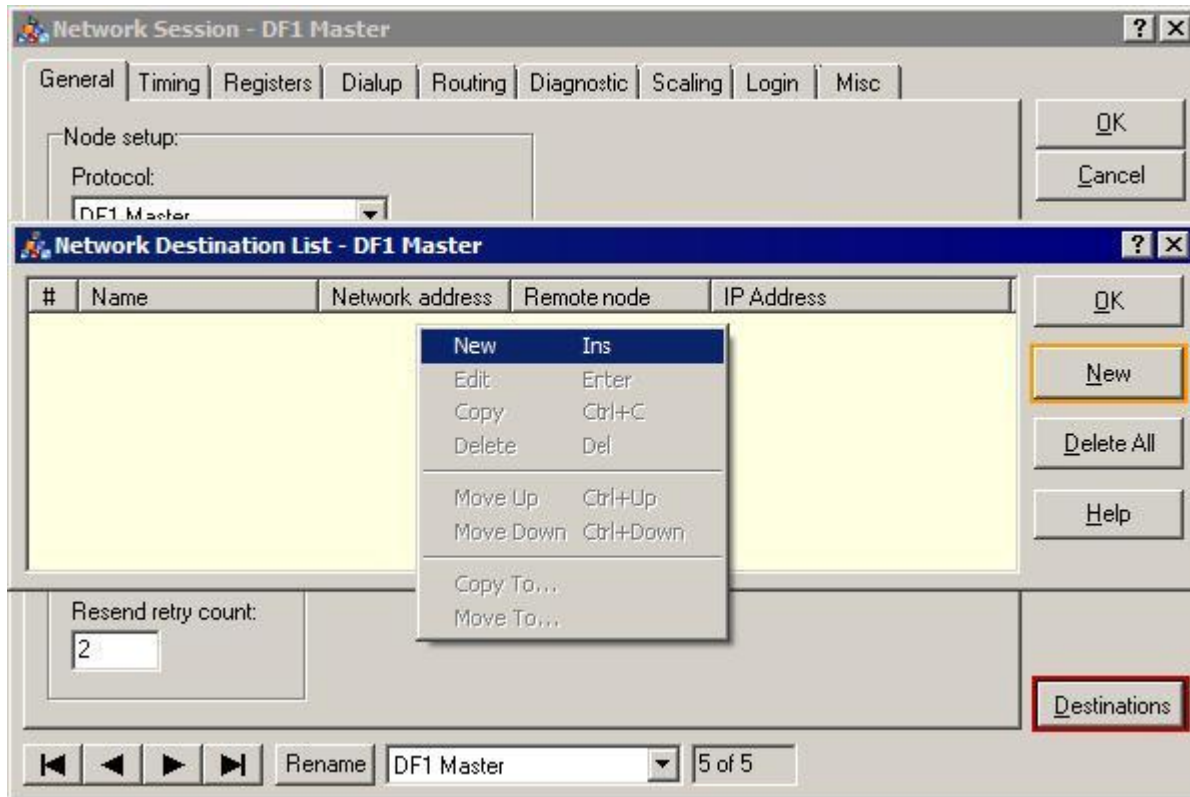 Network Session - DF1 Master
General Timing Registers Dialup Routing Diagnostic Scaling Login Misc
OK
Node setup:
Protocol:
Cancel
DF1 Master
Network Destination List - DF1 Master
# Name Network address Remote node IP Address
OK
New Ins
Edit Enter
Copy Ctrl+C
Delete Del
Move Up Ctrl+Up
Move Down Ctrl+Down
Copy To...
Move To...
New
Delete All
Help
Resend retry count:
2
Destinations
Rename DF1 Master 5 of 5